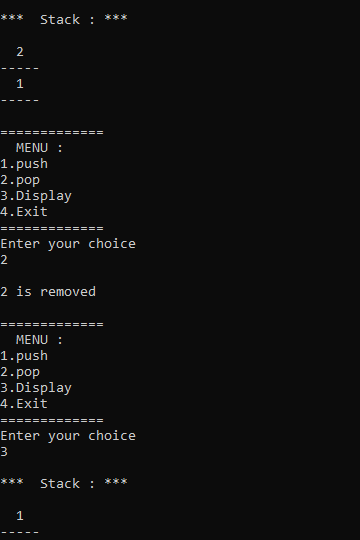 ***  Stack : ***
2
-----
1
-----
=============
MENU :
1.push
2.pop
3.Display
4.Exit
=============
Enter your choice
2
2 is removed
=============
MENU :
1.push
2.pop
3.Display
4.Exit
=============
Enter your choice
3
***  Stack : ***
1
-----